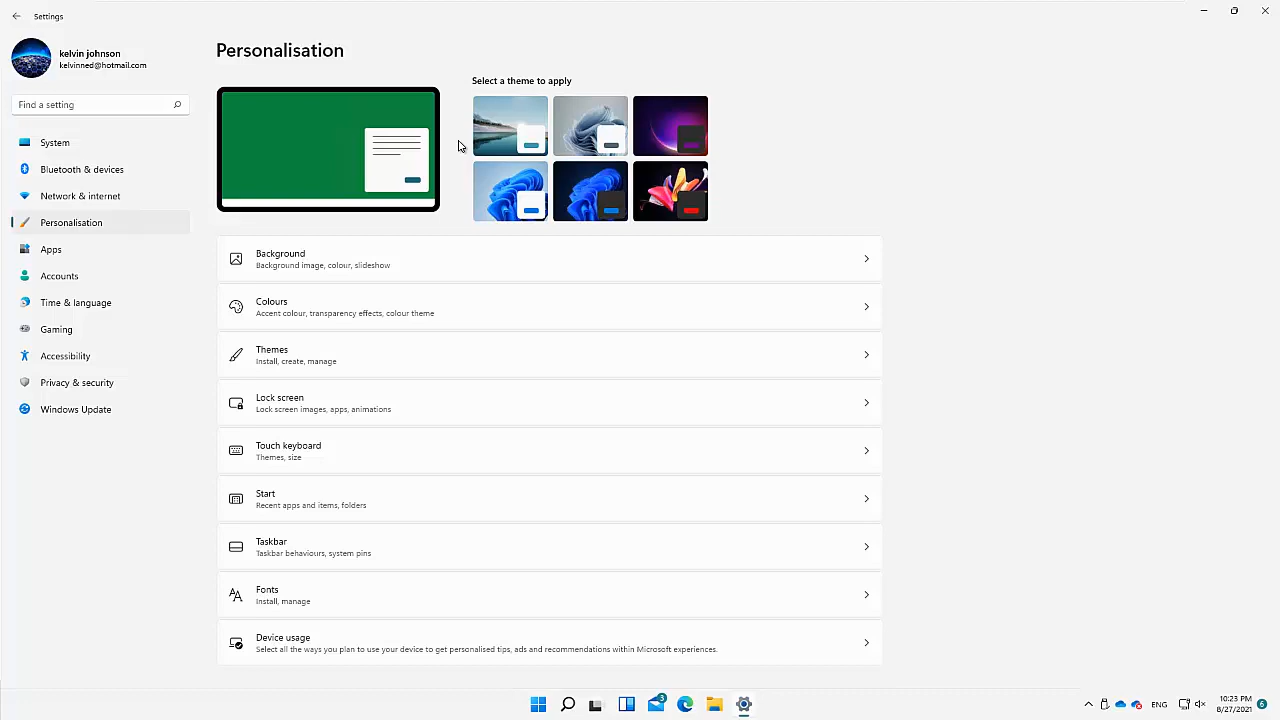 Settings
kelvin johnson
kelvinned@hotmail.com
Find a setting
System
Bluetooth & devices
Network & internet
Personalisation
Apps
Accounts
Time & language
Gaming
Accessibility
Privacy & security
Windows Update
Personalisation
Select a theme to apply
Background
Background image, colour, slideshow
Colours
Accent colour, transparency effects, colour theme
Themes
Install, create, manage
Lock screen
Lock screen images, apps, animations
Touch keyboard
Themes, size
Start
Recent apps and items, folders
Taskbar
Taskbar behaviours, system pins
Fonts
Install, manage
Device usage
Select all the ways you plan to use your device to get personalised tips, ads and recommendations within Microsoft experiences.
3
ENG
10:23 PM
8/27/2021
6